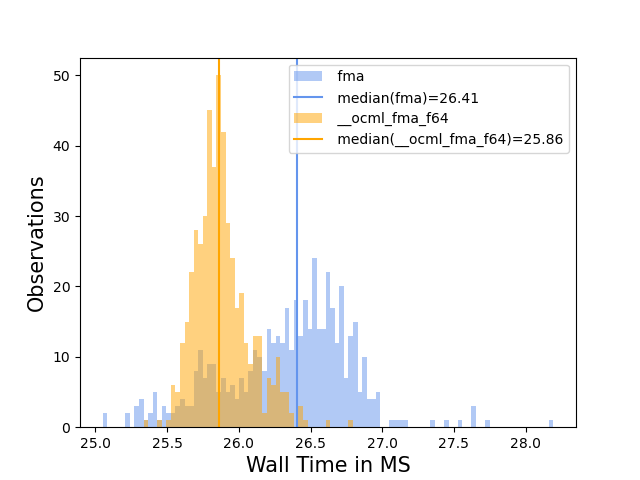 50
40
30
20
10
0
Observations
fma
median(fma)=26.41
__ocml_fma_f64
median(__ocml_fma_f64)=25.86
25.0 25.5 26.0 26.5 27.0 27.5 28.0
Wall Time in MS